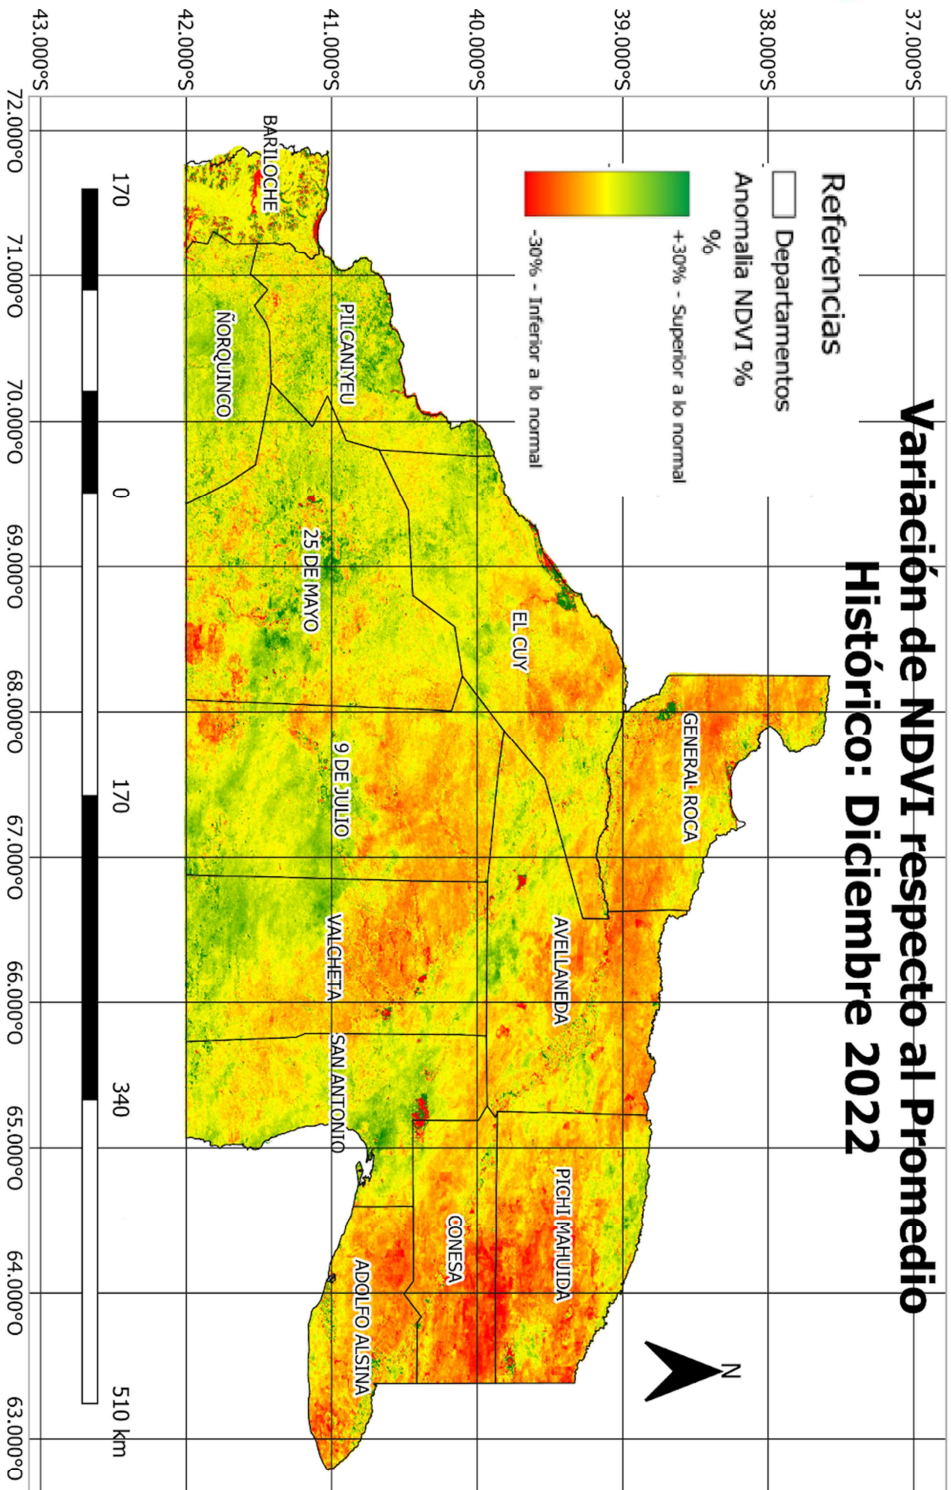 Variación de NDVI respecto al Promedio
Histórico: Diciembre 2022
Referencias
Departamentos
Anomalia NDVI %
%
+30% - Superior a lo normal
-30% - Inferior a lo normal
N
37.000°S
38.000°S
39.000°S
40.000°S
41.000°S
42.000°S
43.000°S
GENERAL ROCA
EL CUY
AVELLANEDA
PICHI MAHUIDA
CONESA
ADOLFO ALSINA
PILCANIYEU
9 DE JULIO
VALCHETA
SAN ANTONIO
25 DE MAYO
BARILOCHE
ÑORQUINCO
170
0
170
340
510 km
72.000°O
71.000°O
70.000°O
69.000°O
68.000°O
67.000°O
66.000°O
65.000°O
64.000°O
63.000°O